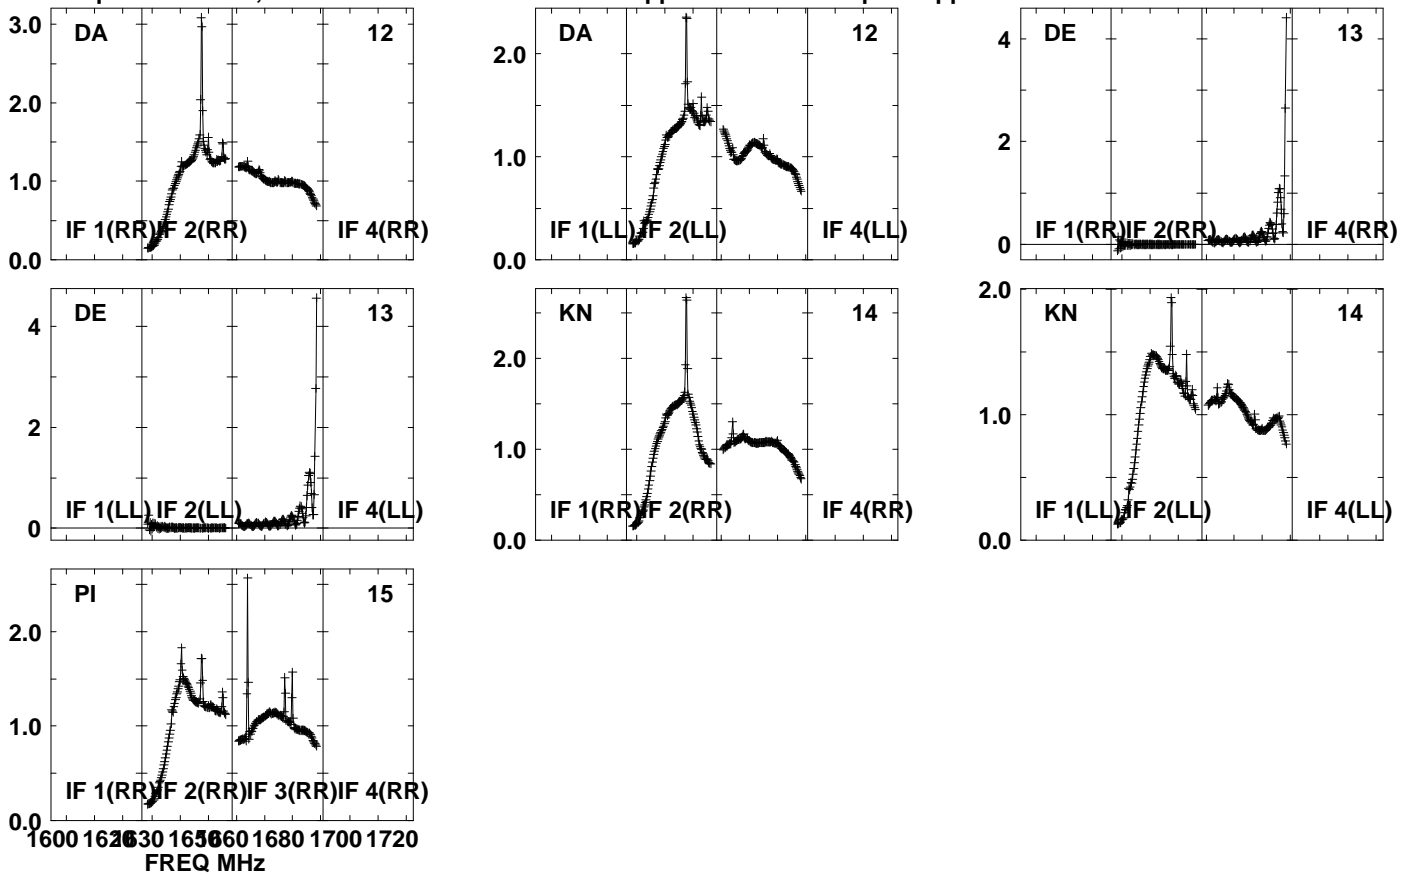 DA 12
3.0
2.0
1.0
0.0
IF 1(RR) IF 2(RR) IF 4(RR)
DA 12
2.0
1.0
0.0
IF 1(LL) IF 2(LL) IF 4(LL)
DE 13
4
2
0
IF 1(RR) IF 2(RR) IF 4(RR)
DE 13
4
2
0
IF 1(LL) IF 2(LL) IF 4(LL)
KN 14
2.0
1.0
0.0
IF 1(RR) IF 2(RR) IF 4(RR)
KN 14
2.0
1.0
0.0
IF 1(LL) IF 2(LL) IF 4(LL)
PI 15
2.0
1.0
0.0
IF 1(RR) IF 2(RR) IF 3(RR) IF 4(RR)
1600 1620 1630 1650 1660 1680 1700 1720
FREQ MHz